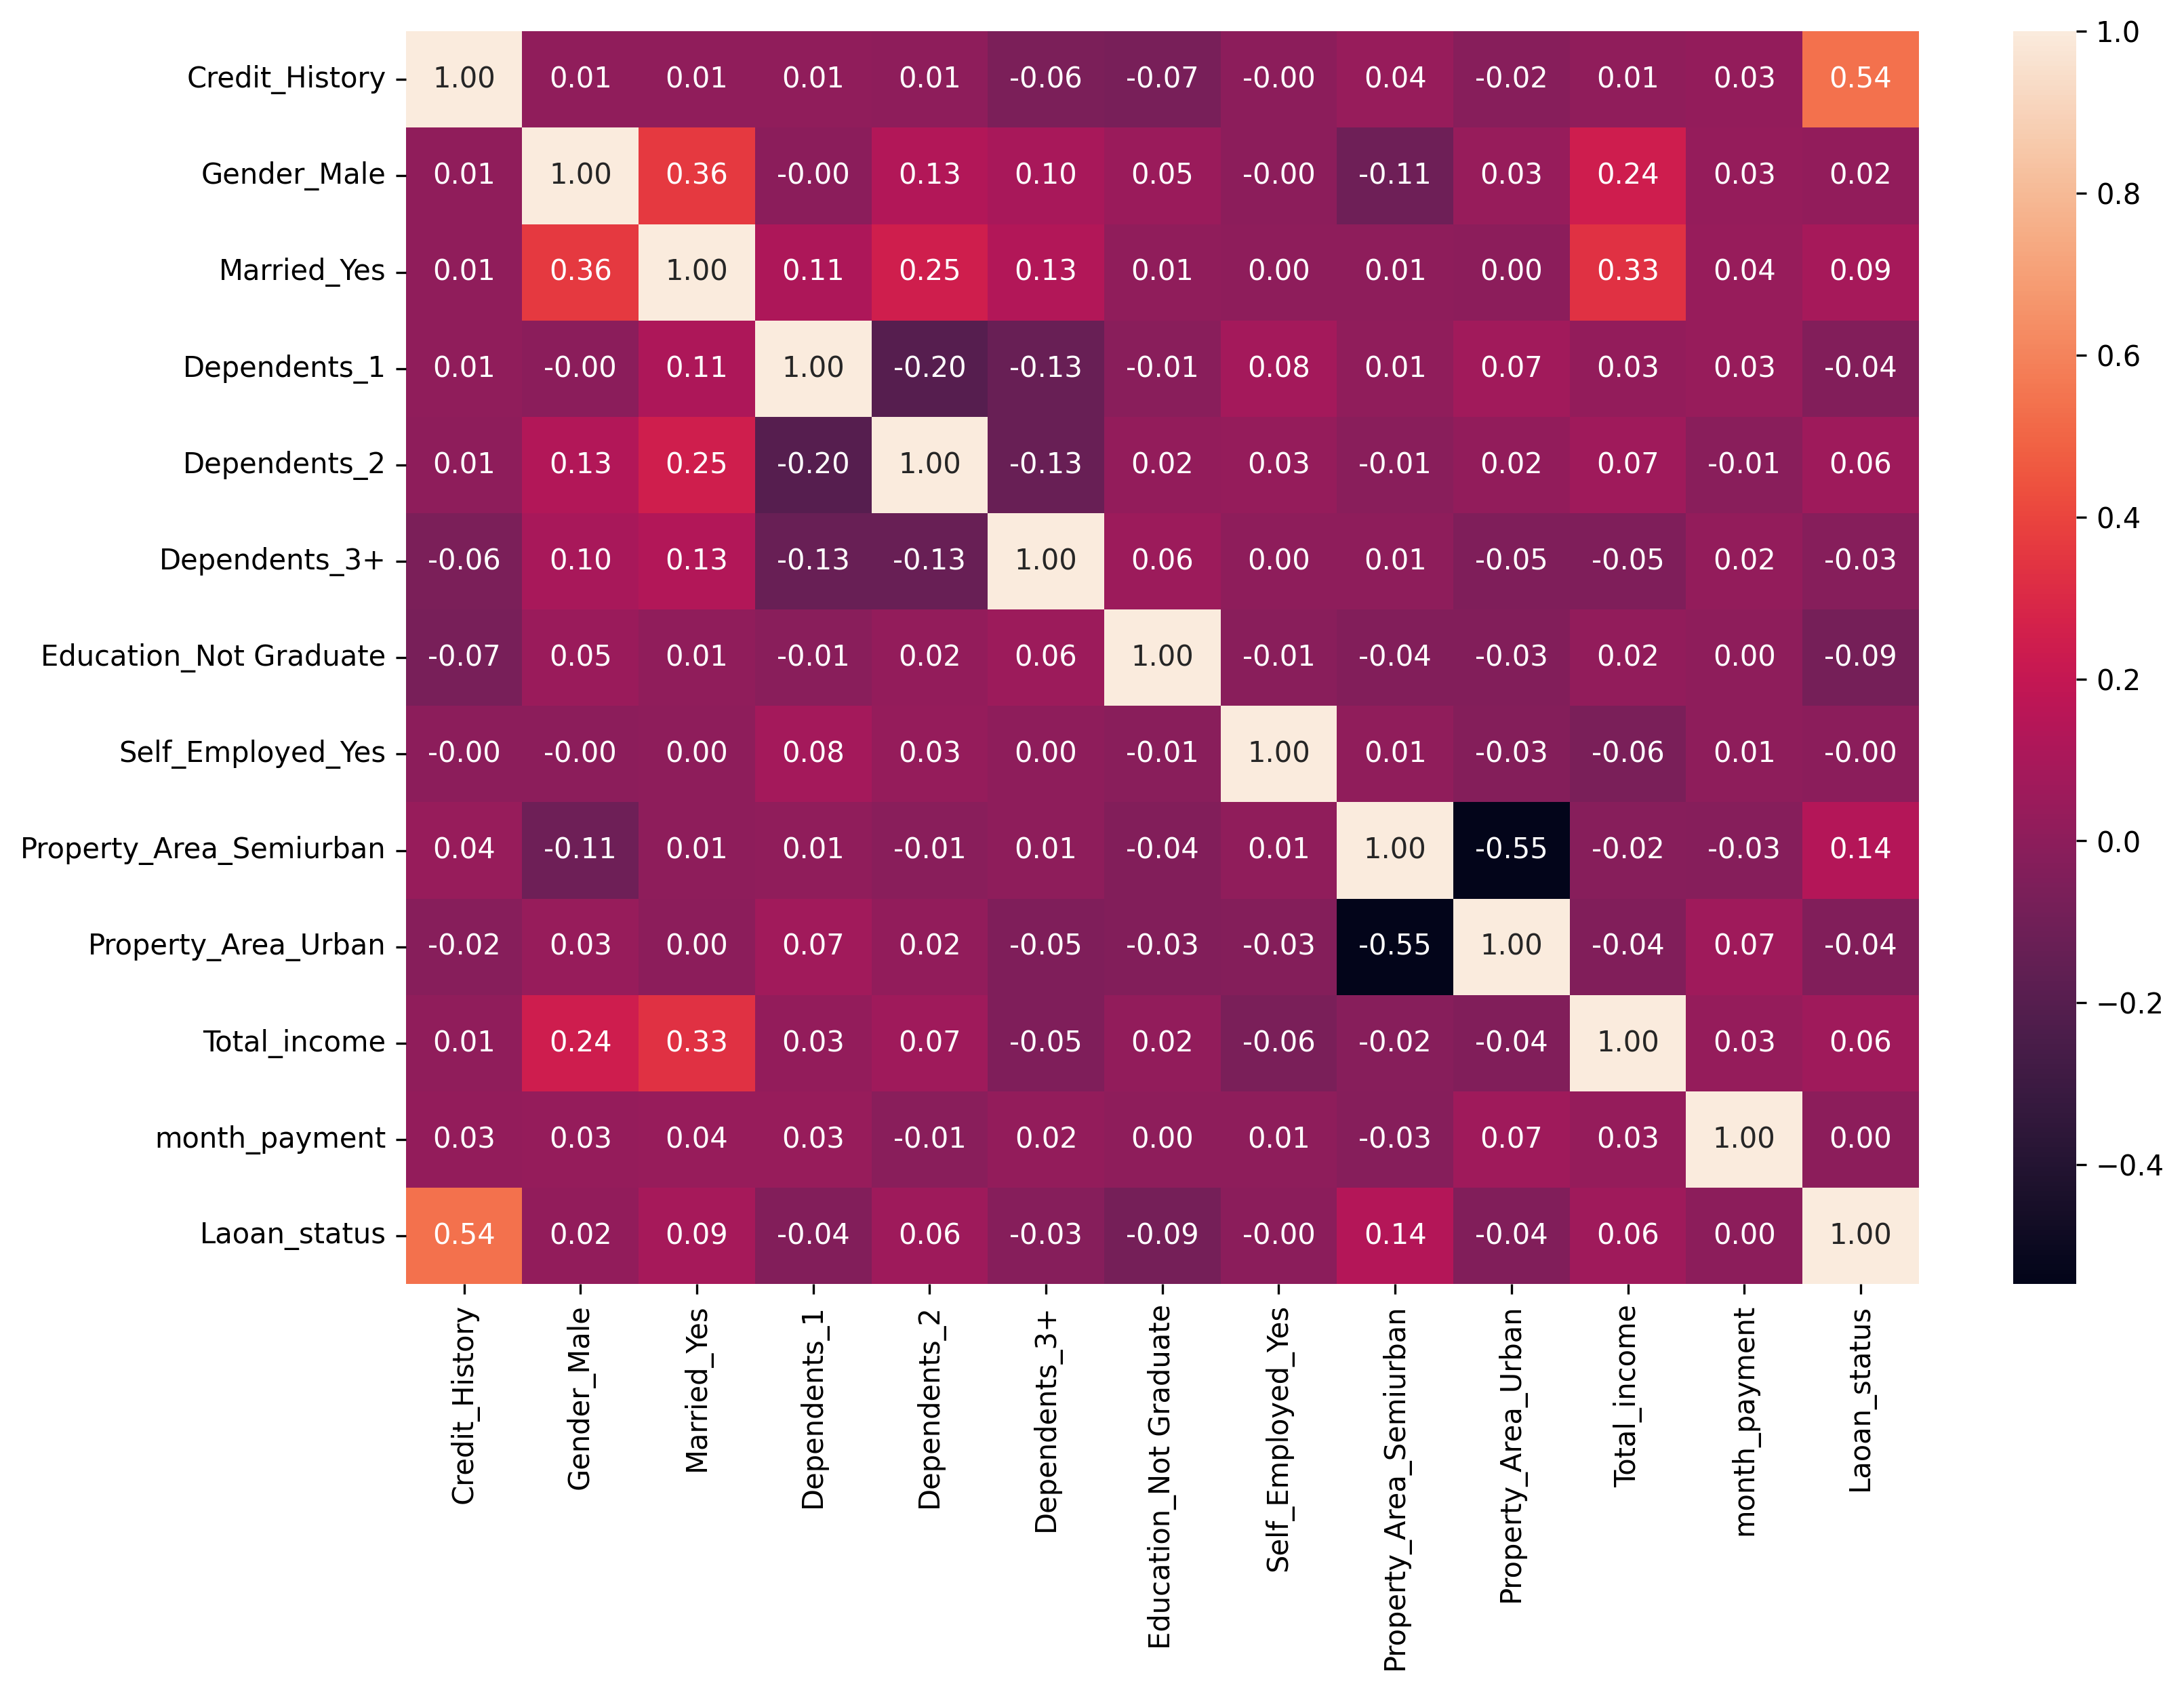 Credit_History 1.00 0.01 0.01 0.01 0.01 -0.06 -0.07 -0.00 0.04 -0.02 0.01 0.03 0.54
Gender_Male 0.01 1.00 0.36 -0.00 0.13 0.10 0.05 -0.00 -0.11 0.03 0.24 0.03 0.02
Married_Yes 0.01 0.36 1.00 0.11 0.25 0.13 0.01 0.00 0.01 0.00 0.33 0.04 0.09
Dependents_1 0.01 -0.00 0.11 1.00 -0.20 -0.13 -0.01 0.08 0.01 0.07 0.03 0.03 -0.04
Dependents_2 0.01 0.13 0.25 -0.20 1.00 -0.13 0.02 0.03 -0.01 0.02 0.07 -0.01 0.06
Dependents_3+ -0.06 0.10 0.13 -0.13 -0.13 1.00 0.06 0.00 0.01 -0.05 -0.05 0.02 -0.03
Education_Not Graduate -0.07 0.05 0.01 -0.01 0.02 0.06 1.00 -0.01 -0.04 -0.03 0.02 0.00 -0.09
Self_Employed_Yes -0.00 -0.00 0.00 0.08 0.03 0.00 -0.01 1.00 0.01 -0.03 -0.06 0.01 -0.00
Property_Area_Semiurban 0.04 -0.11 0.01 0.01 -0.01 0.01 -0.04 0.01 1.00 -0.55 -0.02 -0.03 0.14
Property_Area_Urban -0.02 0.03 0.00 0.07 0.02 -0.05 -0.03 -0.03 -0.55 1.00 -0.04 0.07 -0.04
Total_income 0.01 0.24 0.33 0.03 0.07 -0.05 0.02 -0.06 -0.02 -0.04 1.00 0.03 0.06
month_payment 0.03 0.03 0.04 0.03 -0.01 0.02 0.00 0.01 -0.03 0.07 0.03 1.00 0.00
Laoan_status 0.54 0.02 0.09 -0.04 0.06 -0.03 -0.09 -0.00 0.14 -0.04 0.06 0.00 1.00
Credit_History
Gender_Male
Married_Yes
Dependents_1
Dependents_2
Dependents_3+
Education_Not Graduate
Self_Employed_Yes
Property_Area_Semiurban
Property_Area_Urban
Total_income
month_payment
Laoan_status
1.0
0.8
0.6
0.4
0.2
0.0
−0.2
−0.4